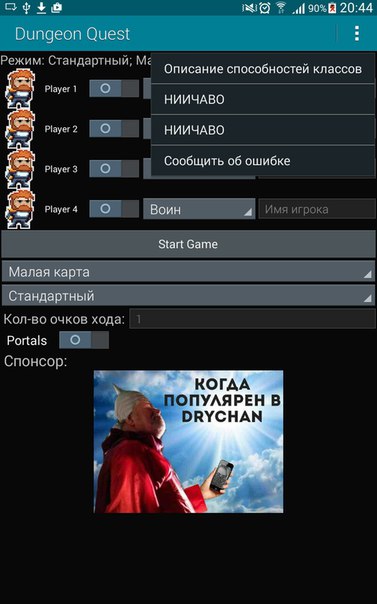 90% 20:44
Dungeon Quest
Режим: Стандартный; Ма
Описание способностей классов
НИИЧАВО
НИИЧАВО
Сообщить об ошибке
Player 1
Player 2
Player 3
Player 4
Воин
Имя игрока
Start Game
Малая карта
Стандартный
Кол-во очков хода: 1
Portals
Спонсор:
КОГДА
ПОПУЛЯРЕН В
DRYCHAN